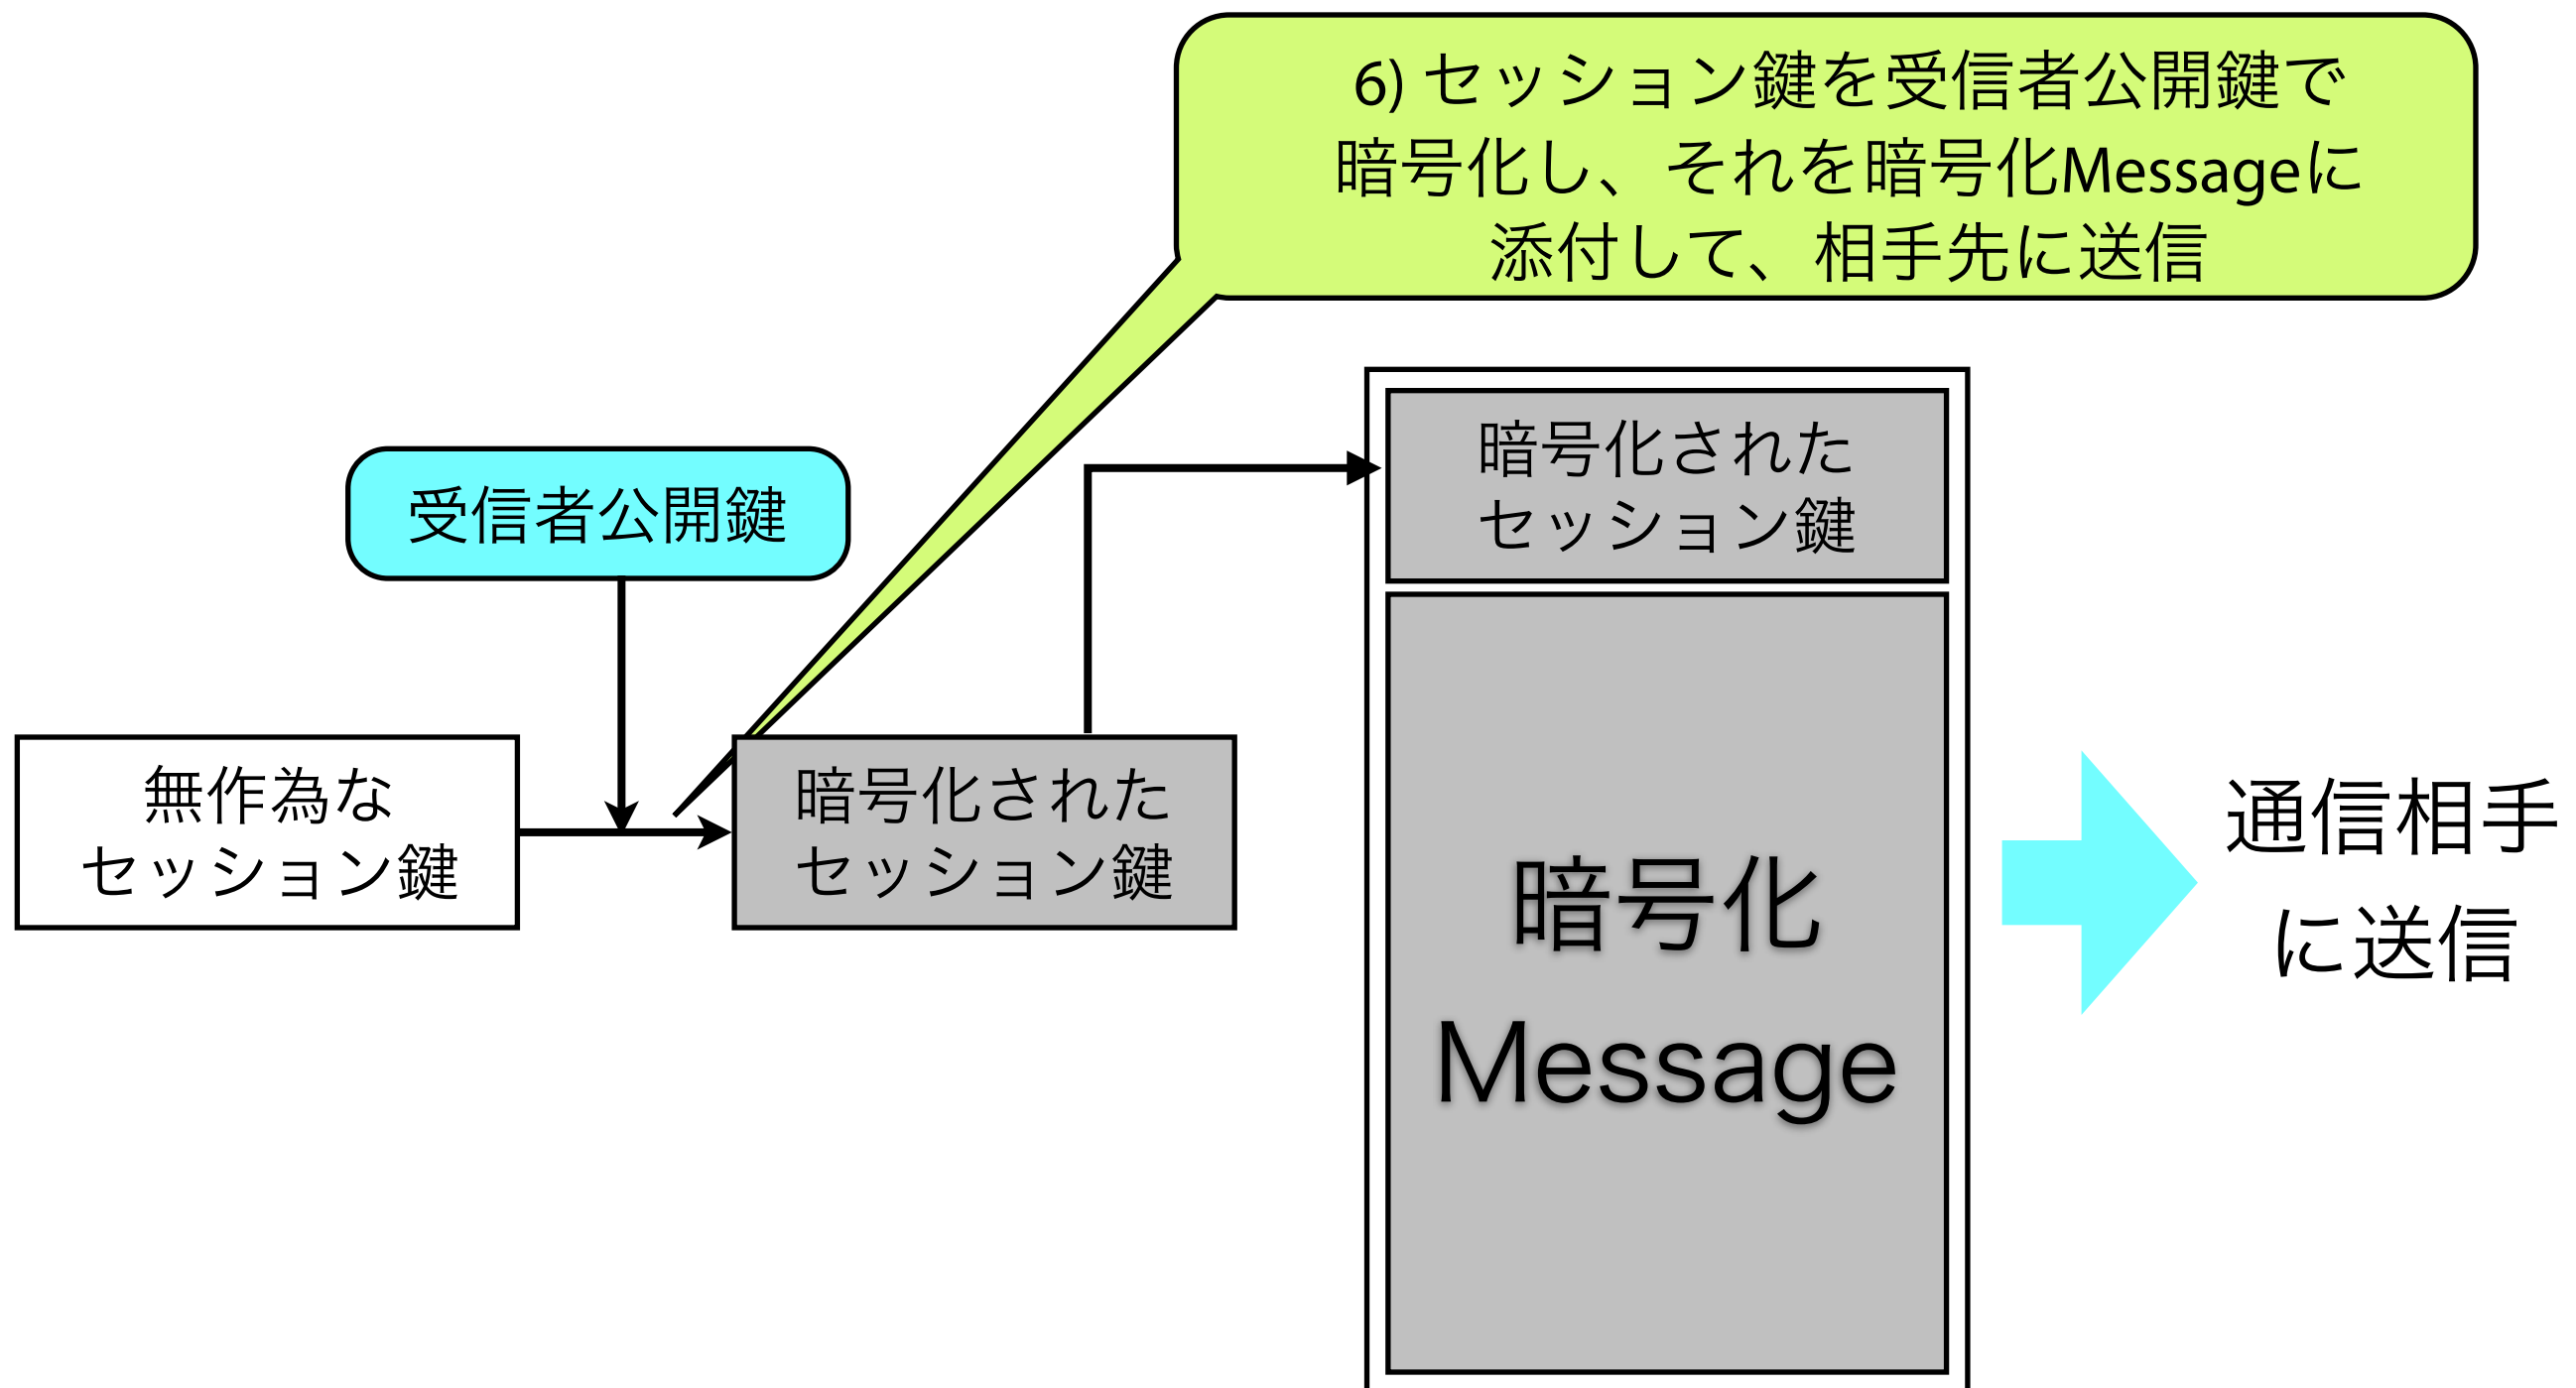 6) セッション鍵を受信者公開鍵で
暗号化し、それを暗号化Messageに
添付して、相手先に送信
受信者公開鍵
無作為な
セッション鍵
暗号化された
セッション鍵
暗号化された
セッション鍵
暗号化
Message
通信相手
に送信